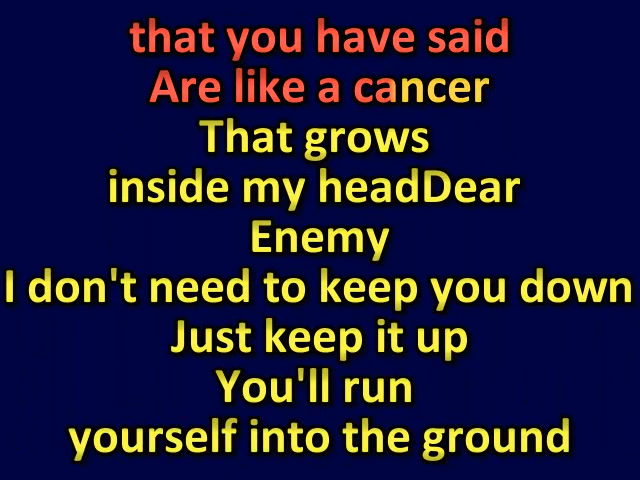 that you have said
Are like a cancer
That grows
inside my headDear
Enemy
I don't need to keep you down
Just keep it up
You'll run
yourself into the ground